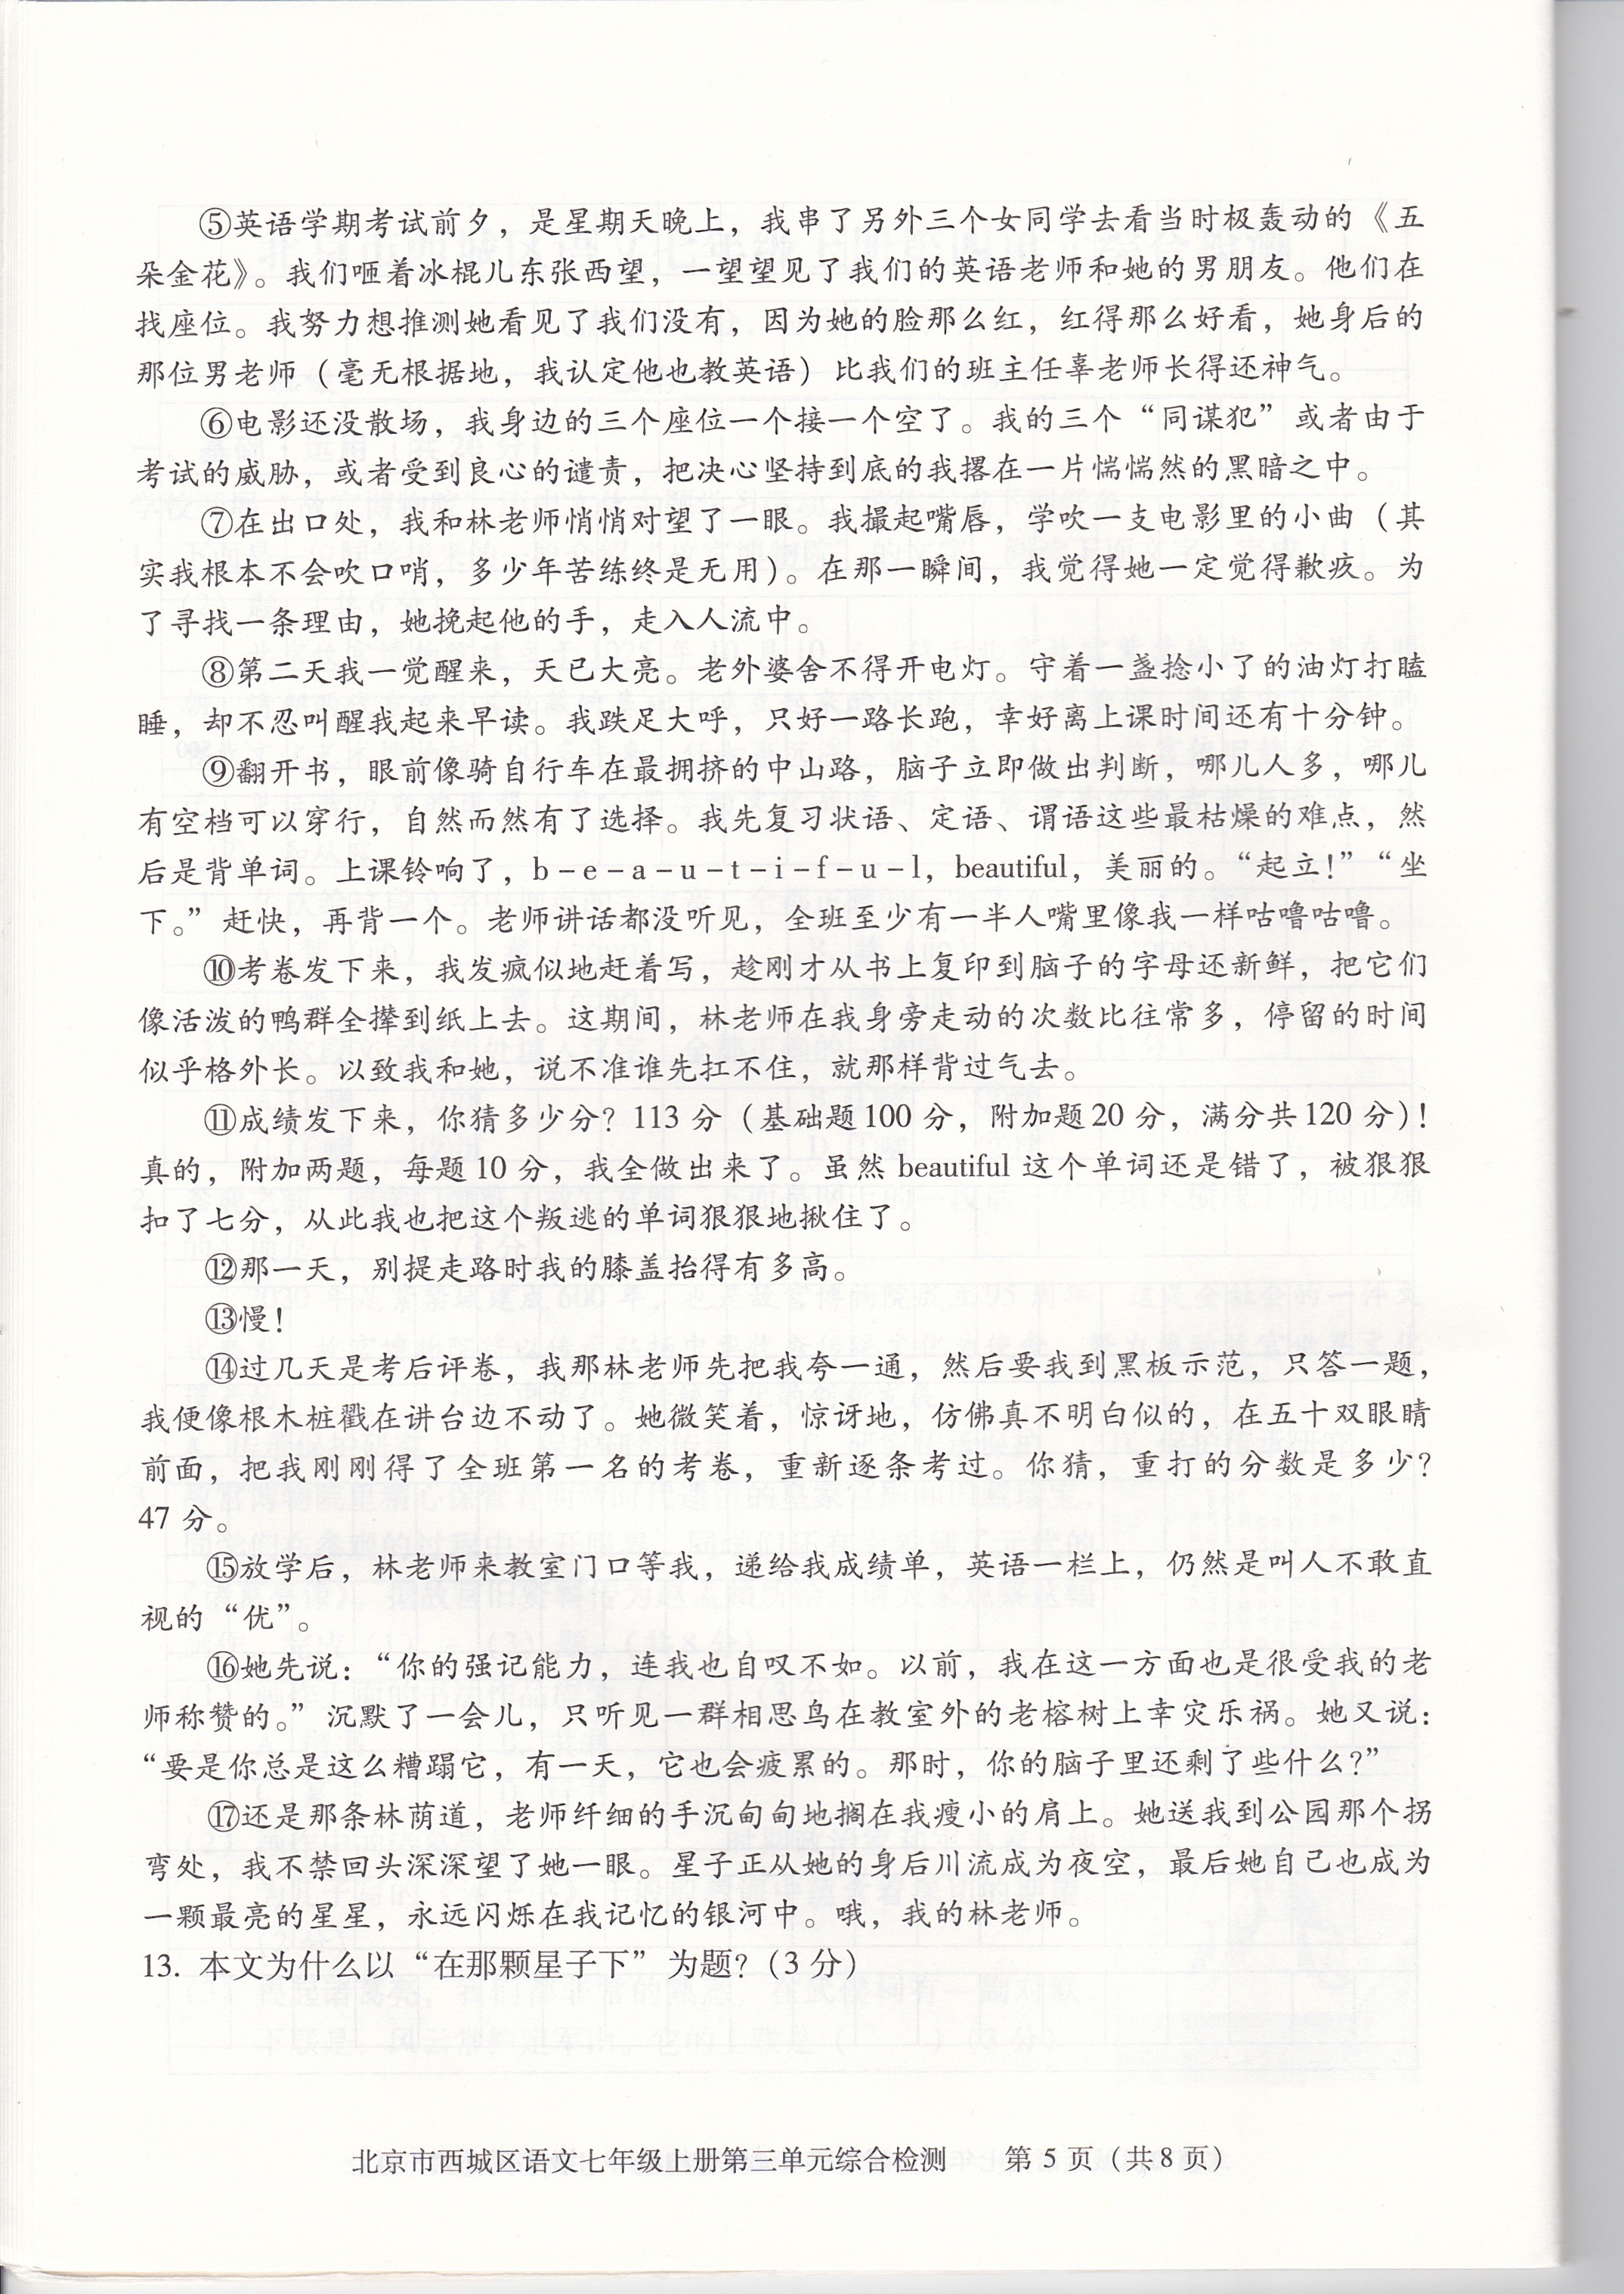 ⑤英语学期考试前夕，是星期天晚上，我串了另外三个女同学去看当时极轰动的《五
朵金花》。我们咂着冰棍儿东张西望，一望望见了我们的英语老师和她的男朋友。他们在
找座位。我努力想推测她看见了我们没有，因为她的脸那么红，红得那么好看，她身后的
那位男老师（毫无根据地，我认定他也教英语）比我们的班主任辜老师长得还神气。
⑥电影还没散场，我身边的三个座位一个接一个空了。我的三个“同谋犯”或者由于
考试的威胁，或者受到良心的谴责，把决心坚持到底的我撂在一片惴惴然的黑暗之中。
⑦在出口处，我和林老师悄悄对望了一眼。我撮起嘴唇，学吹一支电影里的小曲（其
实我根本不会吹口哨，多少年苦练终是无用）。在那一瞬间，我觉得她一定觉得歉疚。为
了寻找一条理由，她挽起他的手，走入人流中。
⑧第二天我一觉醒来，天已大亮。老外婆舍不得开电灯。守着一盏捻小了的油灯打瞌
睡，却不忍叫醒我起来早读。我跌足大呼，只好一路长跑，幸好离上课时间还有十分钟。
⑨翻开书，眼前像骑自行车在最拥挤的中山路，脑子立即做出判断，哪儿人多，哪儿
有空档可以穿行，自然而然有了选择。我先复习状语、定语、谓语这些最枯燥的难点，然
后是背单词。上课铃响了，b－e－a－u－t－i－f－u－l，beautiful，美丽的。“起立！”“坐
下。”赶快，再背一个。老师讲话都没听见，全班至少有一半人嘴里像我一样咕噜咕噜。
⑩考卷发下来，我发疯似地赶着写，趁刚才从书上复印到脑子的字母还新鲜，把它们
像活泼的鸭群全撵到纸上去。这期间，林老师在我身旁走动的次数比往常多，停留的时间
似乎格外长。以致我和她，说不准谁先扛不住，就那样背过气去。
⑪成绩发下来，你猜多少分？113 分（基础题100 分，附加题20 分，满分共120 分）！
真的，附加两题，每题10 分，我全做出来了。虽然 beautiful 这个单词还是错了，被狠狠
扣了七分，从此我也把这个叛逃的单词狠狠地揪住了。
⑫那一天，别提走路时我的膝盖抬得有多高。
⑬慢！
⑭过几天是考后评卷，我那林老师先把我夸一通，然后要我到黑板示范，只答一题，
我便像根木桩戳在讲台边不动了。她微笑着，惊讶地，仿佛真不明白似的，在五十双眼睛
前面，把我刚刚得了全班第一名的考卷，重新逐条考过。你猜，重打的分数是多少？
47 分。
⑮放学后，林老师来教室门口等我，递给我成绩单，英语一栏上，仍然是叫人不敢直
视的“优”。
⑯她先说：“你的强记能力，连我也自叹不如。以前，我在这一方面也是很受我的老
师称赞的。”沉默了一会儿，只听见一群相思鸟在教室外的老榕树上幸灾乐祸。她又说：
“要是你总是这么糟蹋它，有一天，它也会疲累的。那时，你的脑子里还剩了些什么？”
⑰还是那条林荫道，老师纤细的手沉甸甸地搁在我瘦小的肩上。她送我到公园那个拐
弯处，我不禁回头深深望了她一眼。星子正从她的身后川流成为夜空，最后她自己也成为
一颗最亮的星星，永远闪烁在我记忆的银河中。哦，我的林老师。
13. 本文为什么以“在那颗星子下”为题？（3 分）
北京市西城区语文七年级上册第三单元综合检测　　第 5 页（共8 页）